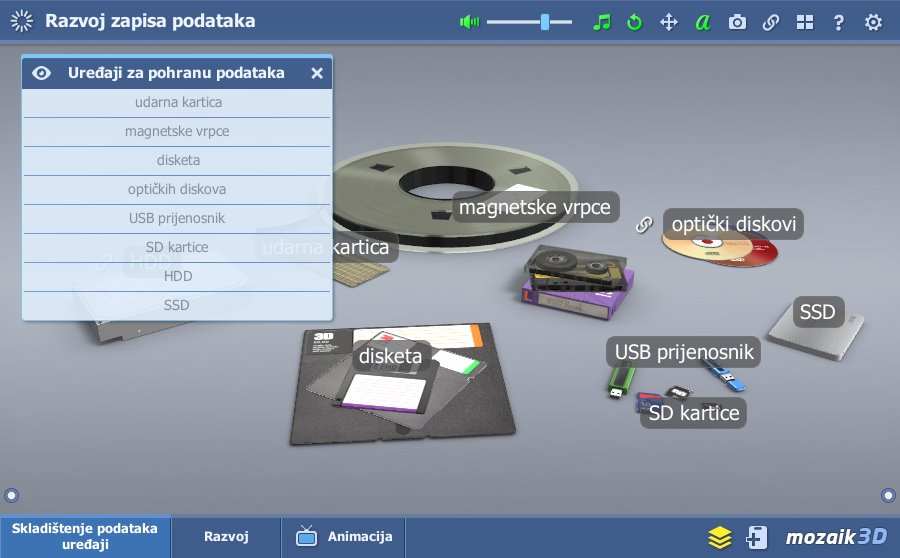 Razvoj zapisa podataka
?
Uređaji za pohranu podataka
udarna kartica
magnetske vrpce
disketa
optičkih diskova
USB prijenosnik
SD kartice
HDD
SSD
magnetske vrpce
optički diskovi
udarna kartica
HDD
SSD
disketa
USB prijenosnik
SD kartice
3D
Skladištenje podataka
uređaji
Razvoj
Animacija
mozaik3D